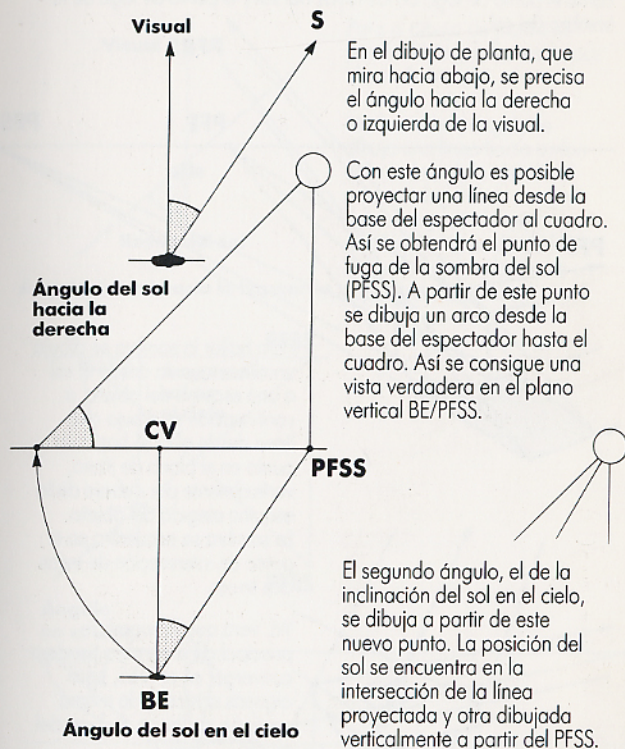 Visual
S
En el dibujo de planta, que
mira hacia abajo, se precisa
el ángulo hacia la derecha
o izquierda de la visual.
Con este ángulo es posible
proyectar una línea desde la
base del espectador al cuadro.
Así se obtendrá el punto de
fuga de la sombra del sol
(PFSS). A partir de este punto
se dibuja un arco desde la
base del espectador hasta el
cuadro. Así se consigue una
vista verdadera en el plano
vertical BE/PFSS.
Ángulo del sol
hacia la
derecha
CV
PFSS
BE
Ángulo del sol en el cielo
El segundo ángulo, el de la
inclinación del sol en el cielo,
se dibuja a partir de este
nuevo punto. La posición del
sol se encuentra en la
intersección de la línea
proyectada y otra dibujada
verticalmente a partir del PFSS.